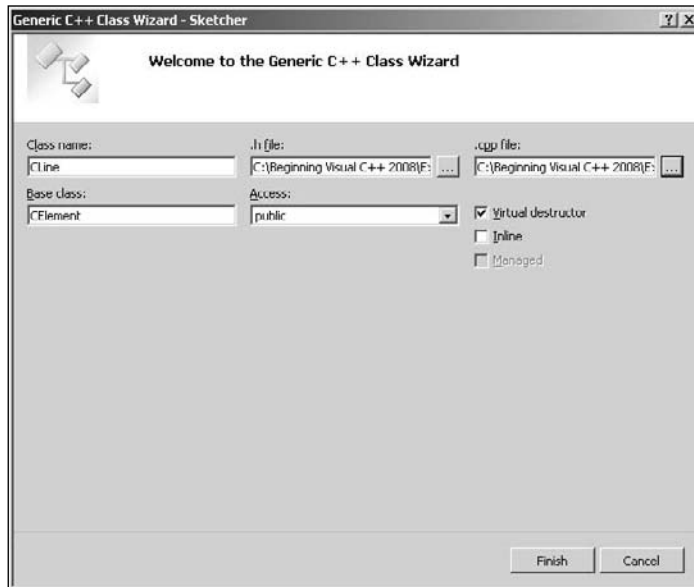 Generic C++ Class Wizard - Sketcher
Welcome to the Generic C++ Class Wizard
Class name:
.h file:
.cpp file:
CLine
C:\Beginning Visual C++ 2008\E:
...
C:\Beginning Visual C++ 2008\E:
...
Base class:
Access:
CElement
public
Virtual destructor
Inline
Managed
Finish
Cancel